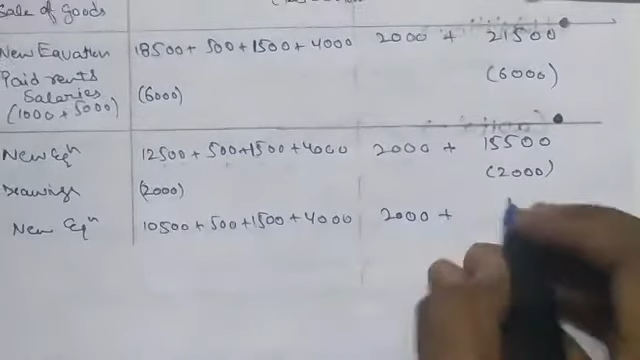 Sale of goods
New Equation 18500 + 500 + 1500 + 4000 2000 + 21500
Paid rents
Salaries (6000) (6000)
(1000 + 5000)
New Eqn 12500 + 500 + 1500 + 4000 2000 + 15500
Drawings (2000) (2000)
New Eqn 10500 + 500 + 1500 + 4000 2000 +